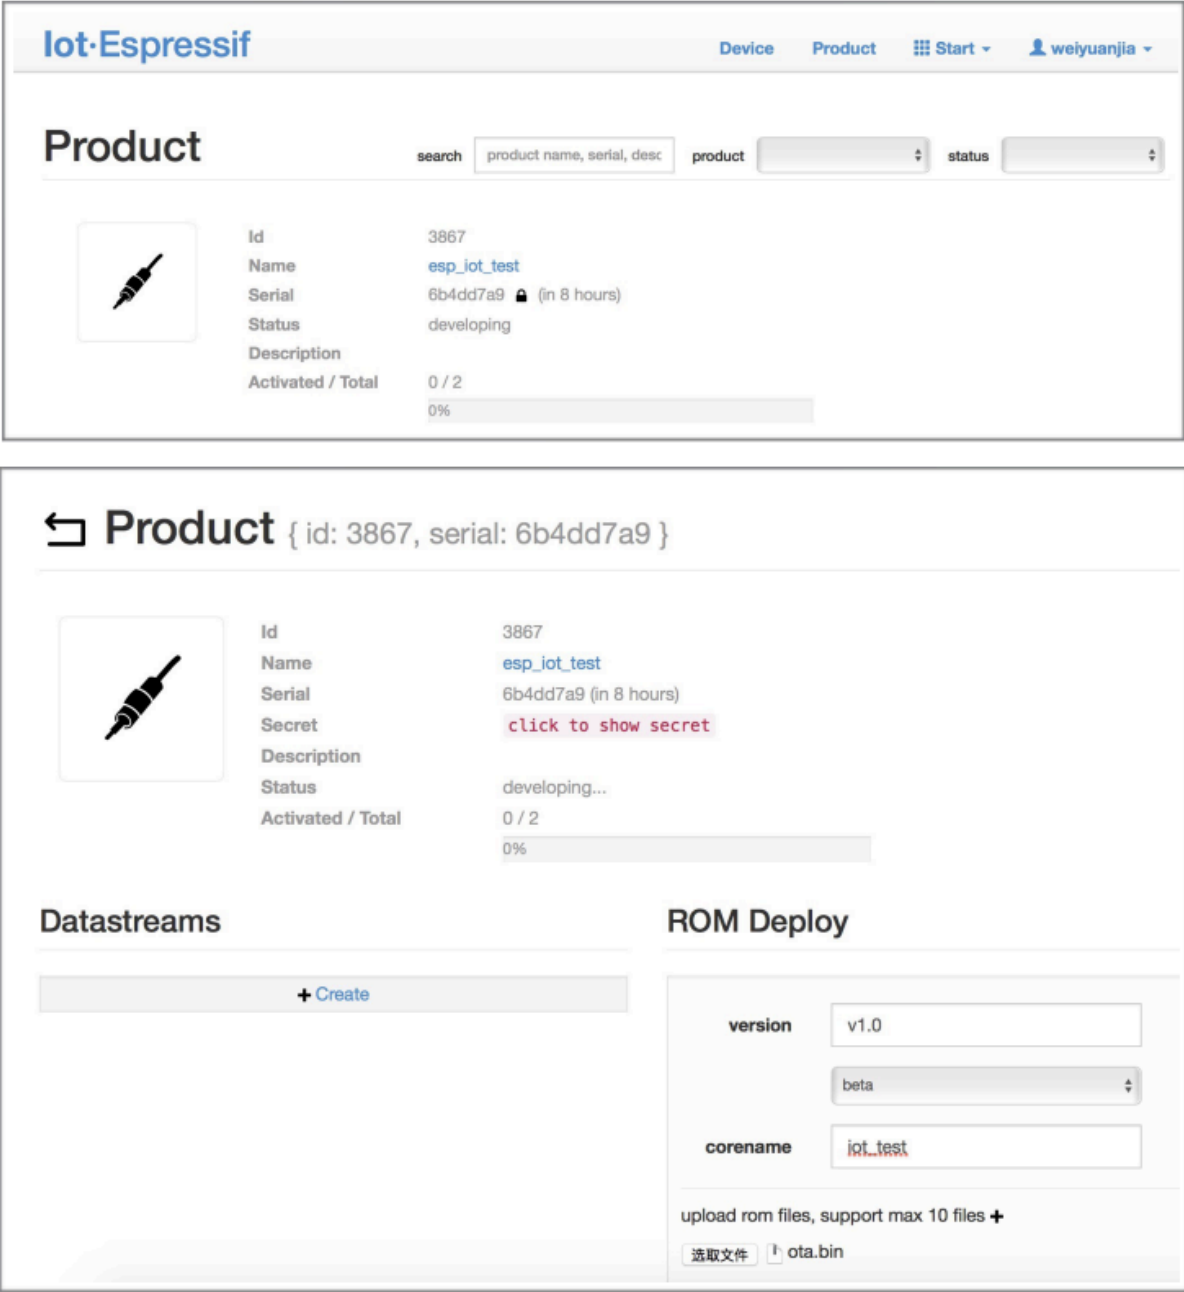 Iot·Espressif
Device Product Start weiyuanjia
Product
search product name, serial, desc product status
Id 3867
Name esp_iot_test
Serial 6b4dd7a9 (in 8 hours)
Status developing
Description
Activated / Total 0 / 2
0%
Product { id: 3867, serial: 6b4dd7a9 }
Id 3867
Name esp_iot_test
Serial 6b4dd7a9 (in 8 hours)
Secret click to show secret
Description
Status developing...
Activated / Total 0 / 2
0%
Datastreams
+ Create
ROM Deploy
version v1.0
beta
corename iot_test
upload rom files, support max 10 files +
选取文件 ota.bin